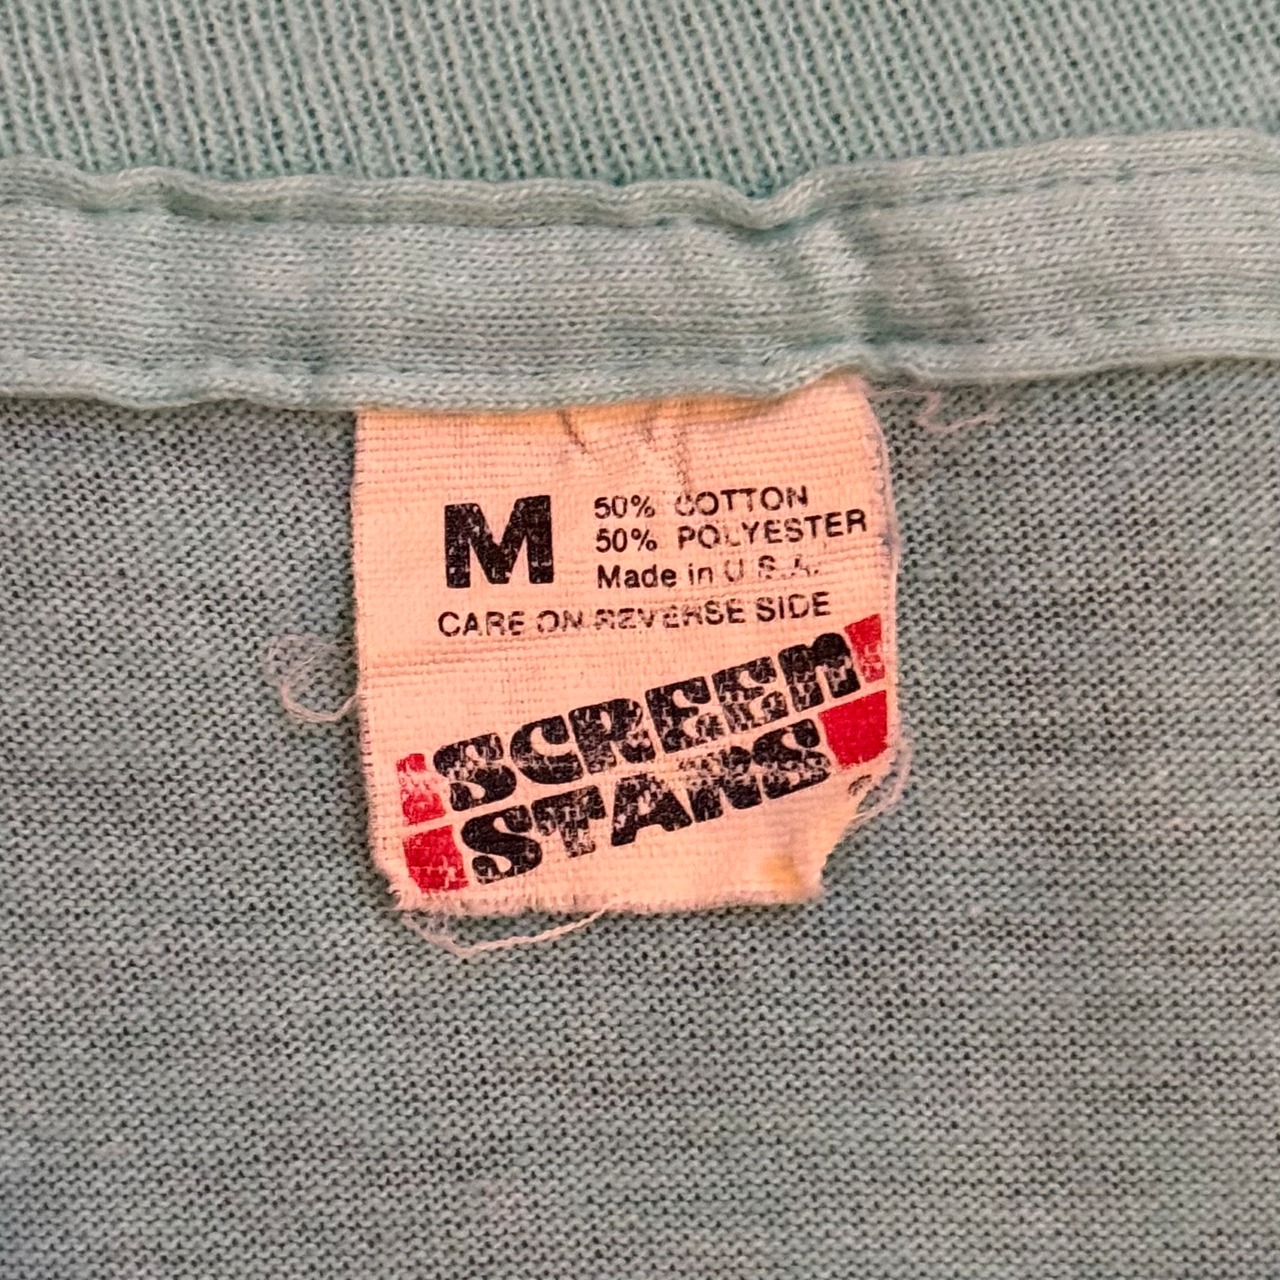 M
50% COTTON
50% POLYESTER
Made in U.S.A.
CARE ON REVERSE SIDE
SCREEN
STARS